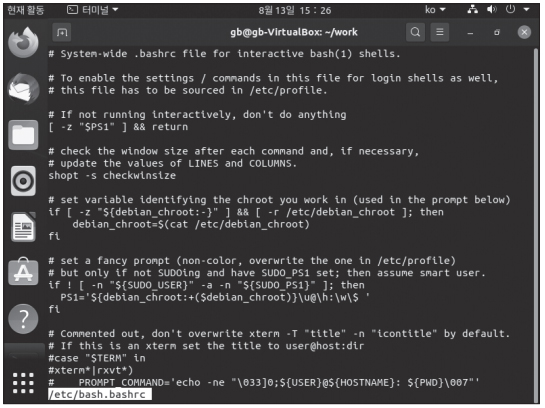 현재 활동 터미널 8월 13일 15 : 26 ko
gb@gb-VirtualBox: ~/work
# System-wide .bashrc file for interactive bash(1) shells.
# To enable the settings / commands in this file for login shells as well,
# this file has to be sourced in /etc/profile.
# If not running interactively, don't do anything
[ -z "$PS1" ] && return
# check the window size after each command and, if necessary,
# update the values of LINES and COLUMNS.
shopt -s checkwinsize
# set variable identifying the chroot you work in (used in the prompt below)
if [ -z "${debian_chroot:-}" ] && [ -r /etc/debian_chroot ]; then
    debian_chroot=$(cat /etc/debian_chroot)
fi
# set a fancy prompt (non-color, overwrite the one in /etc/profile)
# but only if not SUDOing and have SUDO_PS1 set; then assume smart user.
if ! [ -n "${SUDO_USER}" -a -n "${SUDO_PS1}" ]; then
  PS1='${debian_chroot:+($debian_chroot)}\u@\h:\w\$ '
fi
# Commented out, don't overwrite xterm -T "title" -n "icontitle" by default.
# If this is an xterm set the title to user@host:dir
#case "$TERM" in
#xterm*|rxvt*)
#    PROMPT_COMMAND='echo -ne "\033]0;${USER}@${HOSTNAME}: ${PWD}\007"'
/etc/bash.bashrc